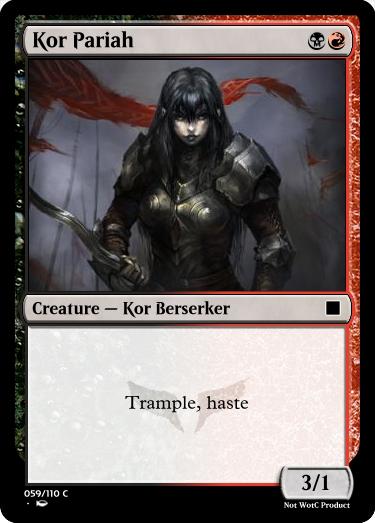 Kor Pariah
Creature — Kor Berserker
Trample, haste
3/1
059/110 C
Not WotC Product